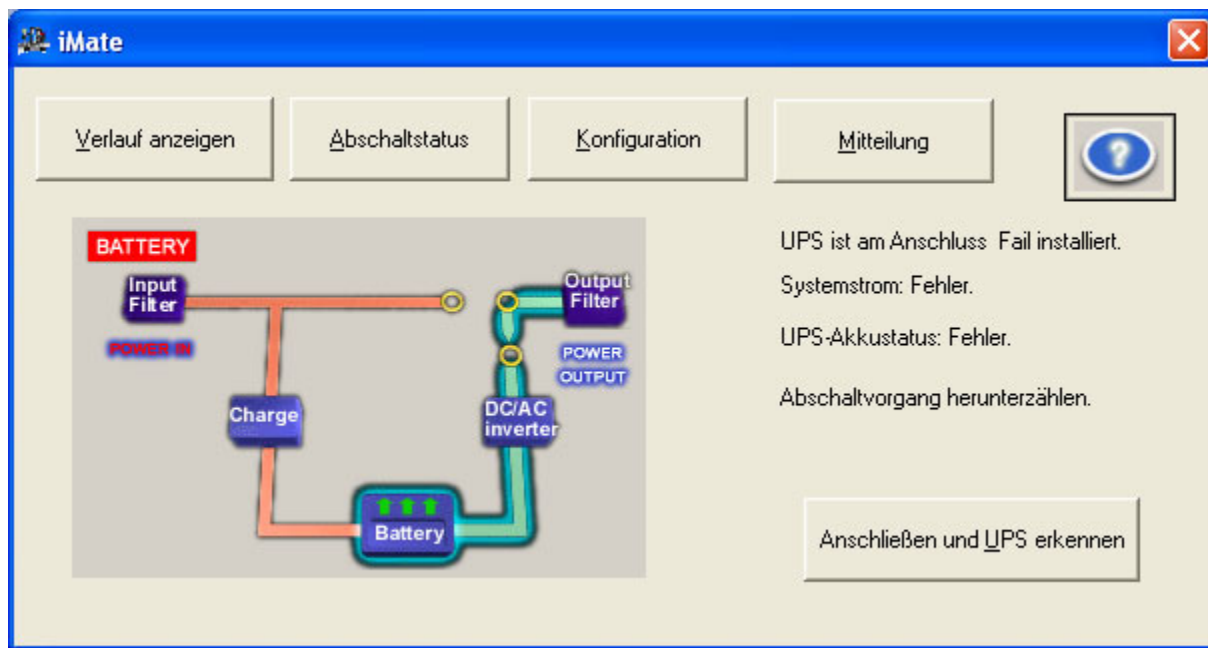 iMate
Verlauf anzeigen
Abschaltstatus
Konfiguration
Mitteilung
?
BATTERY
Input
Filter
POWER IN
Output
Filter
POWER
OUTPUT
Charge
DC/AC
inverter
Battery
UPS ist am Anschluss  Fail installiert.
Systemstrom: Fehler.
UPS-Akkustatus: Fehler.
Abschaltvorgang herunterzählen.
Anschließen und UPS erkennen